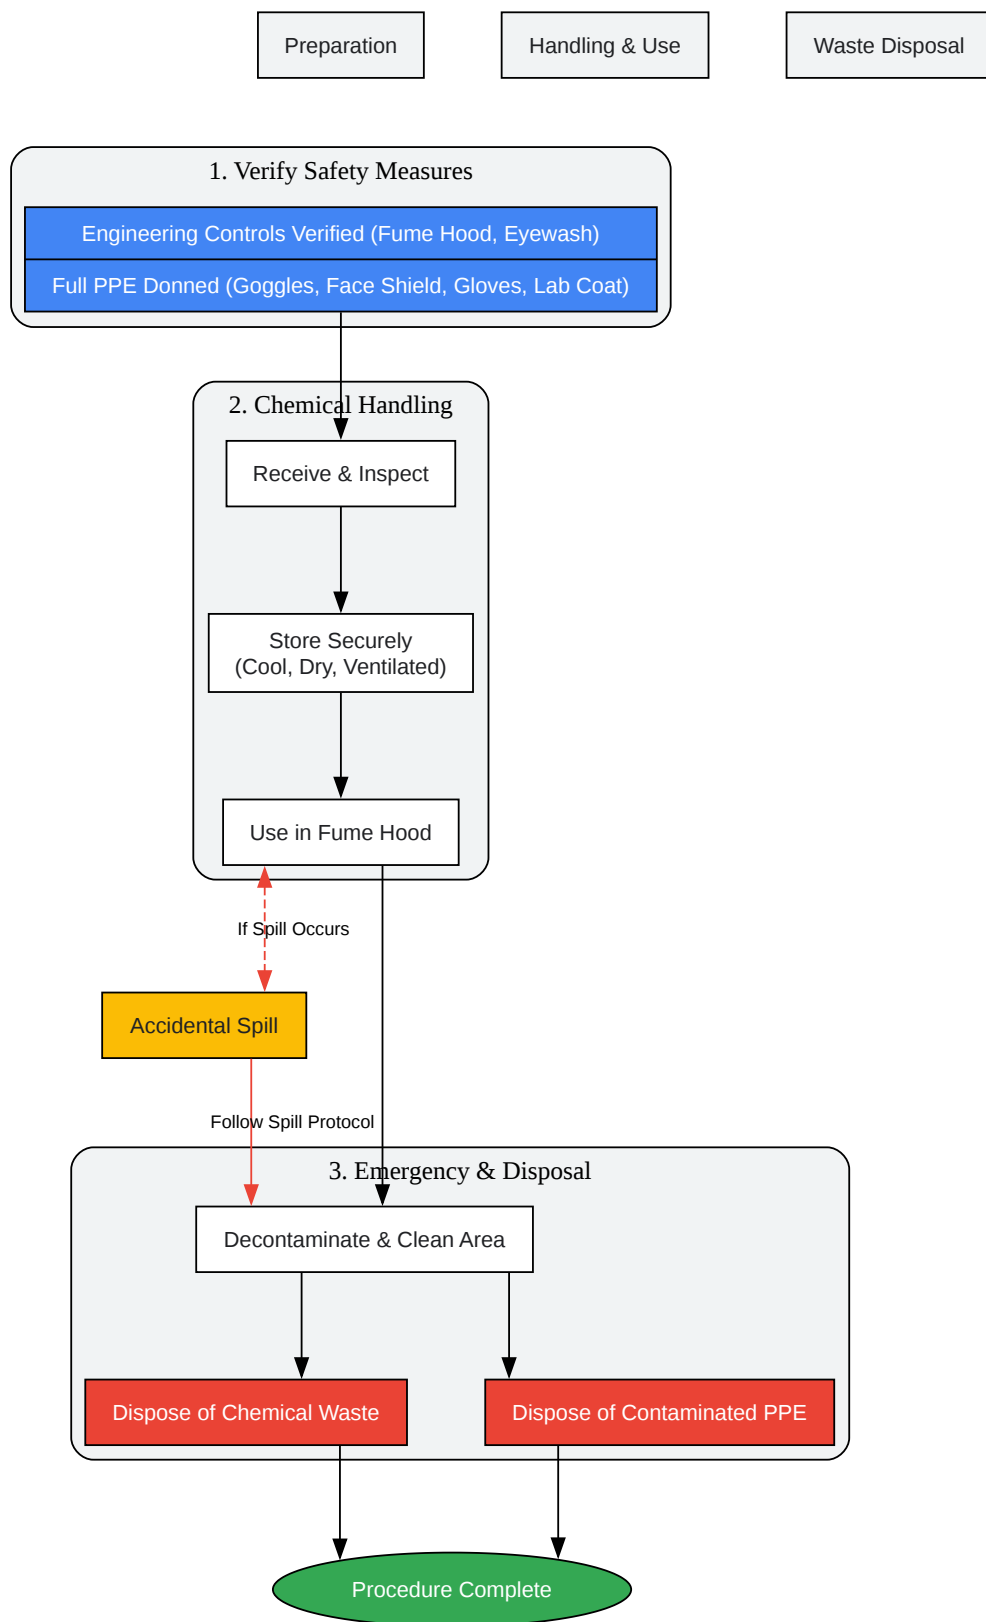 Preparation
Handling & Use
Waste Disposal
1. Verify Safety Measures
Engineering Controls Verified (Fume Hood, Eyewash)
Full PPE Donned (Goggles, Face Shield, Gloves, Lab Coat)
2. Chemical Handling
Receive & Inspect
Store Securely
(Cool, Dry, Ventilated)
Use in Fume Hood
If Spill Occurs
Accidental Spill
Follow Spill Protocol
3. Emergency & Disposal
Decontaminate & Clean Area
Dispose of Chemical Waste
Dispose of Contaminated PPE
Procedure Complete